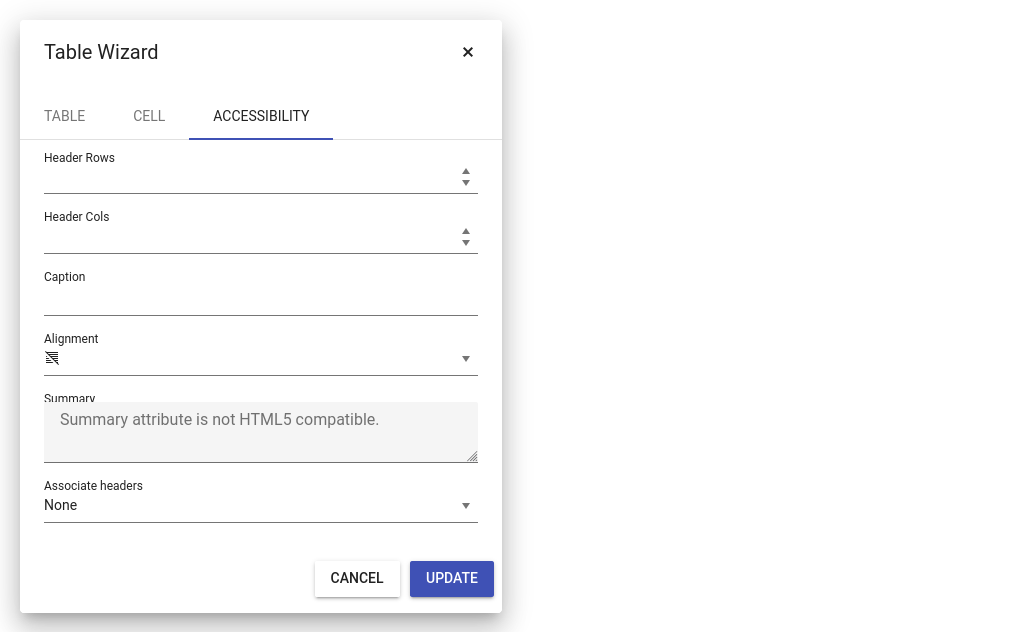 Table Wizard
×
TABLE CELL ACCESSIBILITY
Header Rows
Header Cols
Caption
Alignment
Summary
Summary attribute is not HTML5 compatible.
Associate headers
None
CANCEL UPDATE